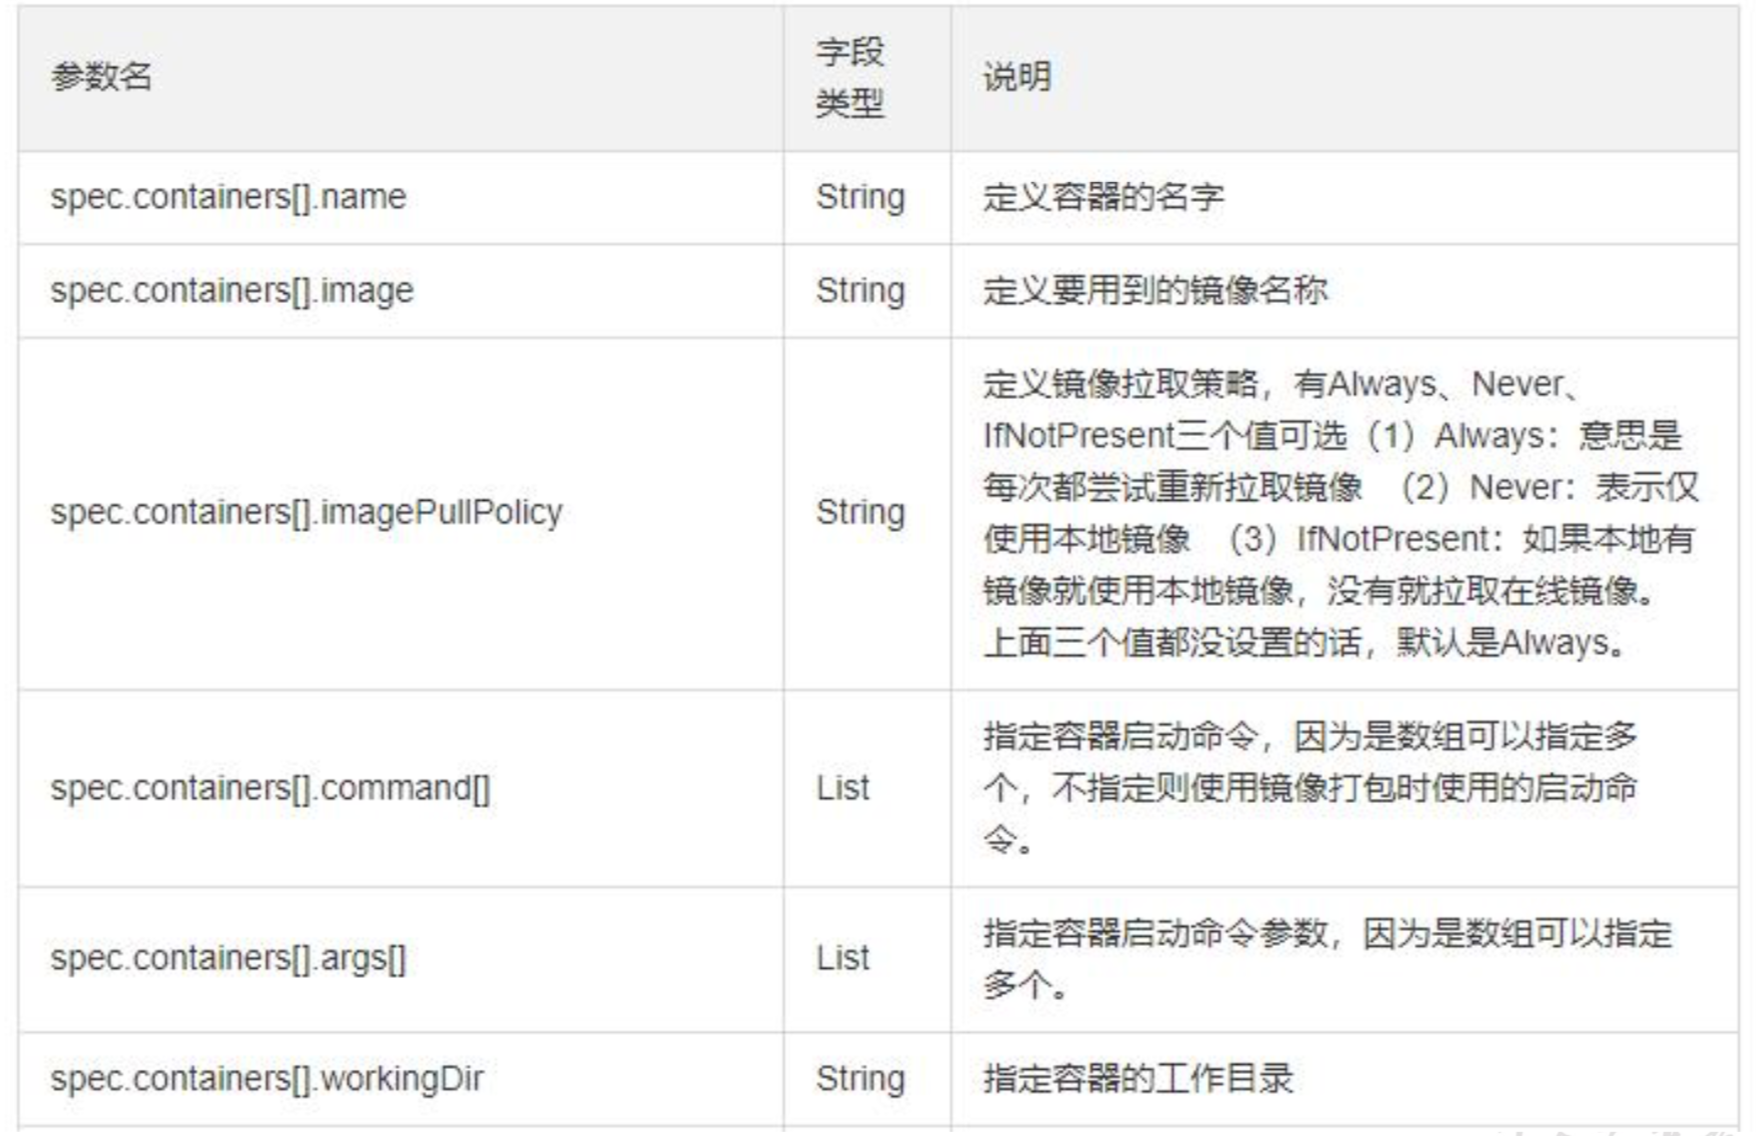 参数名
字段
类型
说明
spec.containers[].name
String
定义容器的名字
spec.containers[].image
String
定义要用到的镜像名称
spec.containers[].imagePullPolicy
String
定义镜像拉取策略，有Always、Never、
IfNotPresent三个值可选（1）Always：意思是
每次都尝试重新拉取镜像 （2）Never：表示仅
使用本地镜像 （3）IfNotPresent：如果本地有
镜像就使用本地镜像，没有就拉取在线镜像。
上面三个值都没设置的话，默认是Always。
spec.containers[].command[]
List
指定容器启动命令，因为是数组可以指定多
个，不指定则使用镜像打包时使用的启动命
令。
spec.containers[].args[]
List
指定容器启动命令参数，因为是数组可以指定
多个。
spec.containers[].workingDir
String
指定容器的工作目录